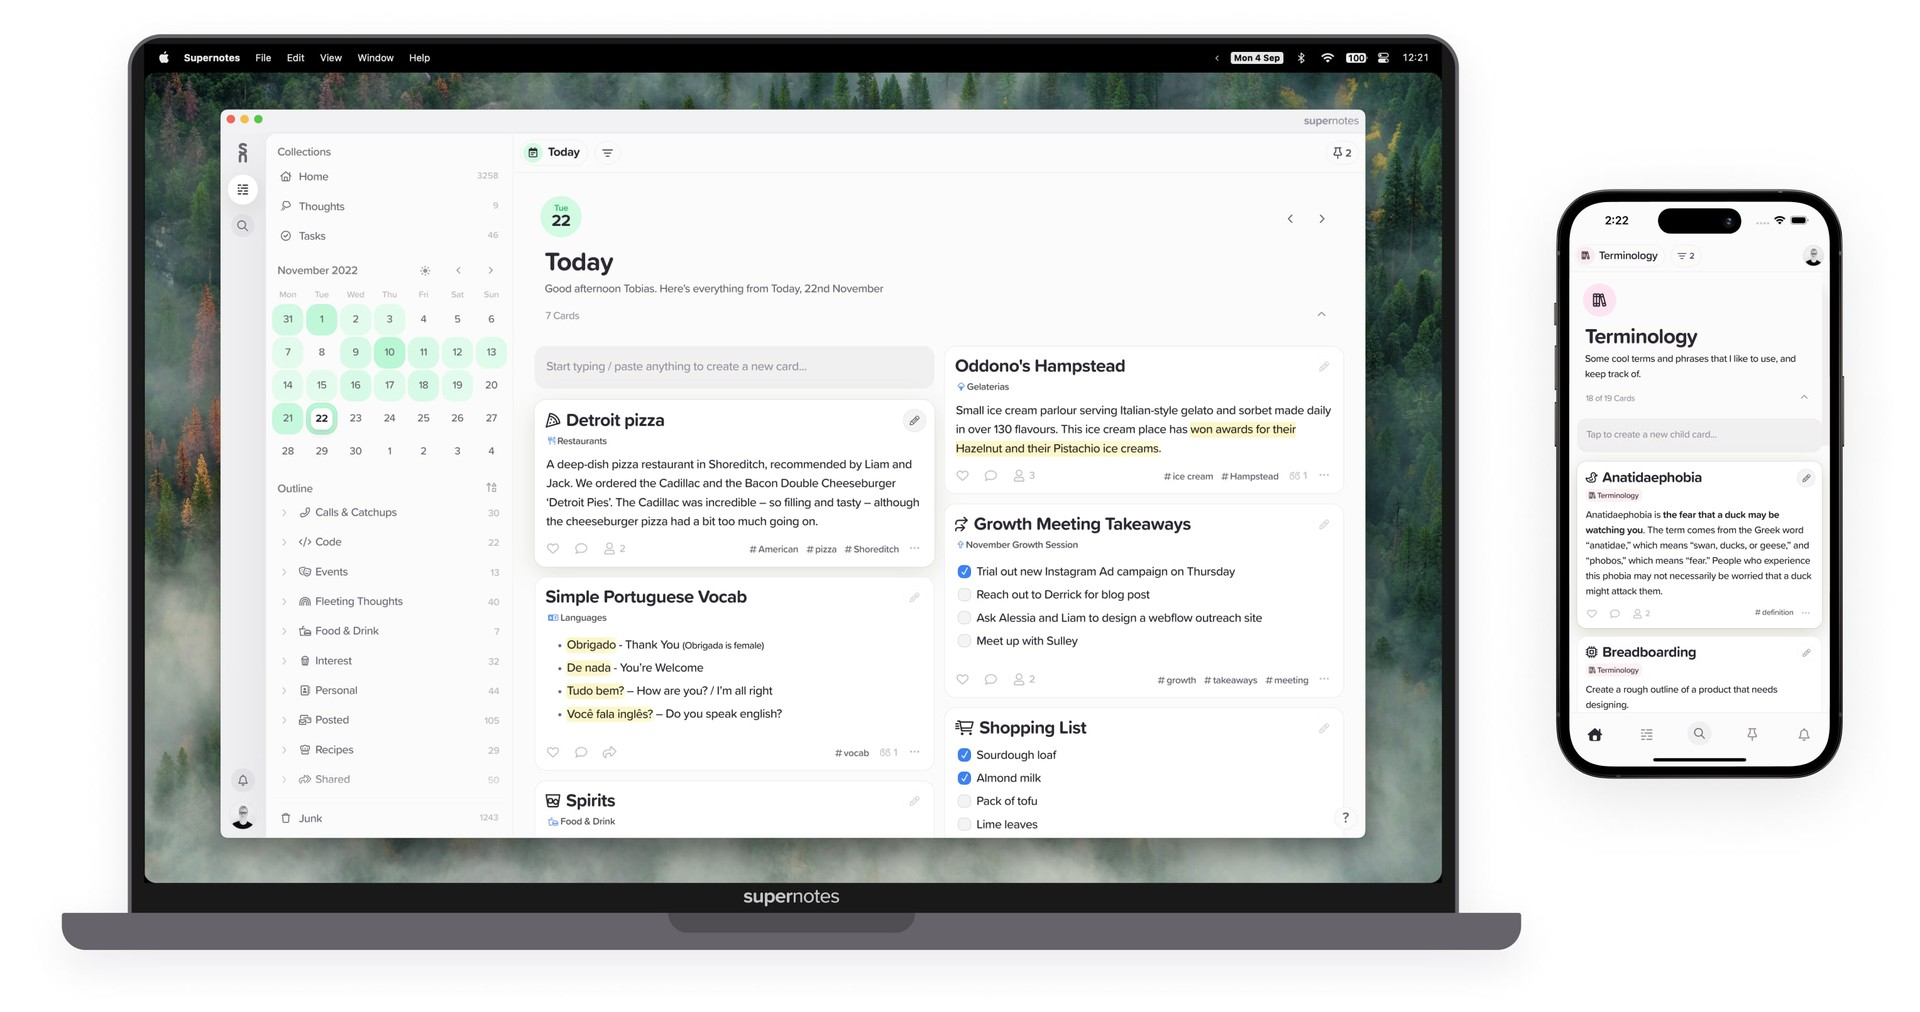 Supernotes File Edit View Window Help
Mon 4 Sep 100 12:21
supernotes
Collections
Home 3258
Thoughts 9
Tasks 46
November 2022
Mon Tue Wed Thu Fri Sat Sun
31 1 2 3 4 5 6
7 8 9 10 11 12 13
14 15 16 17 18 19 20
21 22 23 24 25 26 27
28 29 30 1 2 3 4
Outline
Calls & Catchups 30
Code 22
Events 13
Fleeting Thoughts 40
Food & Drink 7
Interest 32
Personal 44
Posted 105
Recipes 29
Shared 50
Junk 1243
Today
2
Tue
22
Today
Good afternoon Tobias. Here's everything from Today, 22nd November
7 Cards
Start typing / paste anything to create a new card...
Detroit pizza
Restaurants
A deep-dish pizza restaurant in Shoreditch, recommended by Liam and
Jack. We ordered the Cadillac and the Bacon Double Cheeseburger
‘Detroit Pies’. The Cadillac was incredible – so filling and tasty – although
the cheeseburger pizza had a bit too much going on.
2 # American # pizza # Shoreditch
Simple Portuguese Vocab
Languages
• Obrigado - Thank You (Obrigada is female)
• De nada - You’re Welcome
• Tudo bem? – How are you? / I’m all right
• Você fala inglês? – Do you speak english?
# vocab 1
Spirits
Food & Drink
Oddono's Hampstead
Gelaterias
Small ice cream parlour serving Italian-style gelato and sorbet made daily
in over 130 flavours. This ice cream place has won awards for their
Hazelnut and their Pistachio ice creams.
3 # ice cream # Hampstead 1
Growth Meeting Takeaways
November Growth Session
Trial out new Instagram Ad campaign on Thursday
Reach out to Derrick for blog post
Ask Alessia and Liam to design a webflow outreach site
Meet up with Sulley
2 # growth # takeaways # meeting
Shopping List
Sourdough loaf
Almond milk
Pack of tofu
Lime leaves
?
supernotes
2:22
Terminology 2
Terminology
Some cool terms and phrases that I like to use, and
keep track of.
18 of 19 Cards
Tap to create a new child card...
Anatidaephobia
Terminology
Anatidaephobia is the fear that a duck may be
watching you. The term comes from the Greek word
“anatidae,” which means “swan, ducks, or geese,” and
“phobos,” which means “fear.” People who experience
this phobia may not necessarily be worried that a duck
might attack them.
2 # definition
Breadboarding
Terminology
Create a rough outline of a product that needs
designing.